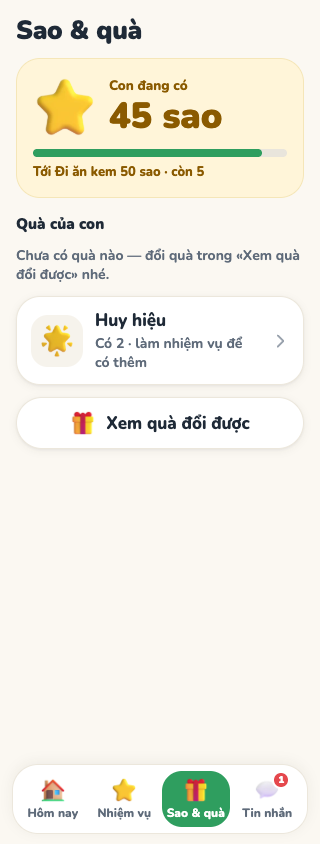 Sao & quà
Con đang có
45 sao
Tới Đi ăn kem 50 sao · còn 5
Quà của con
Chưa có quà nào — đổi quà trong «Xem quà
đổi được» nhé.
Huy hiệu
Có 2 · làm nhiệm vụ để
có thêm
Xem quà đổi được
1
Hôm nay
Nhiệm vụ
Sao & quà
Tin nhắn